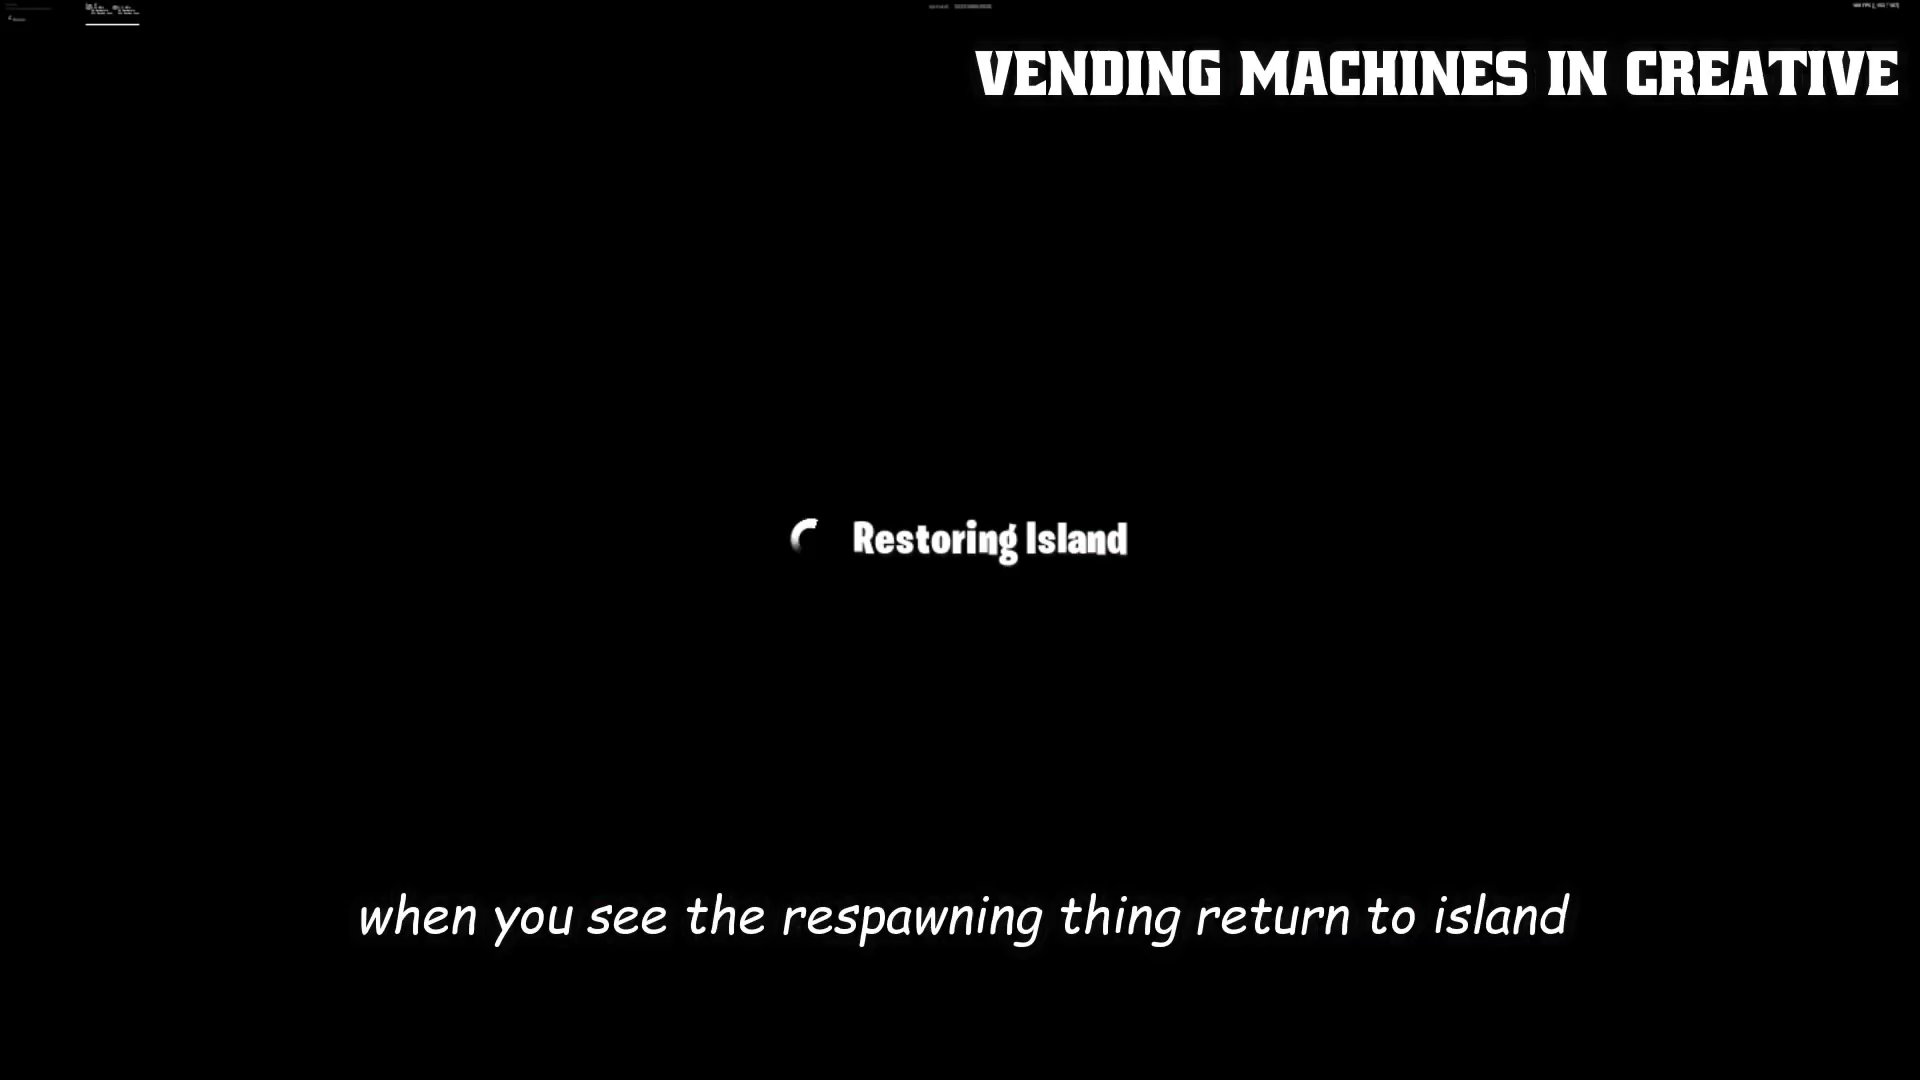 VENDING MACHINES IN CREATIVE
Restoring Island
when you see the respawning thing return to island